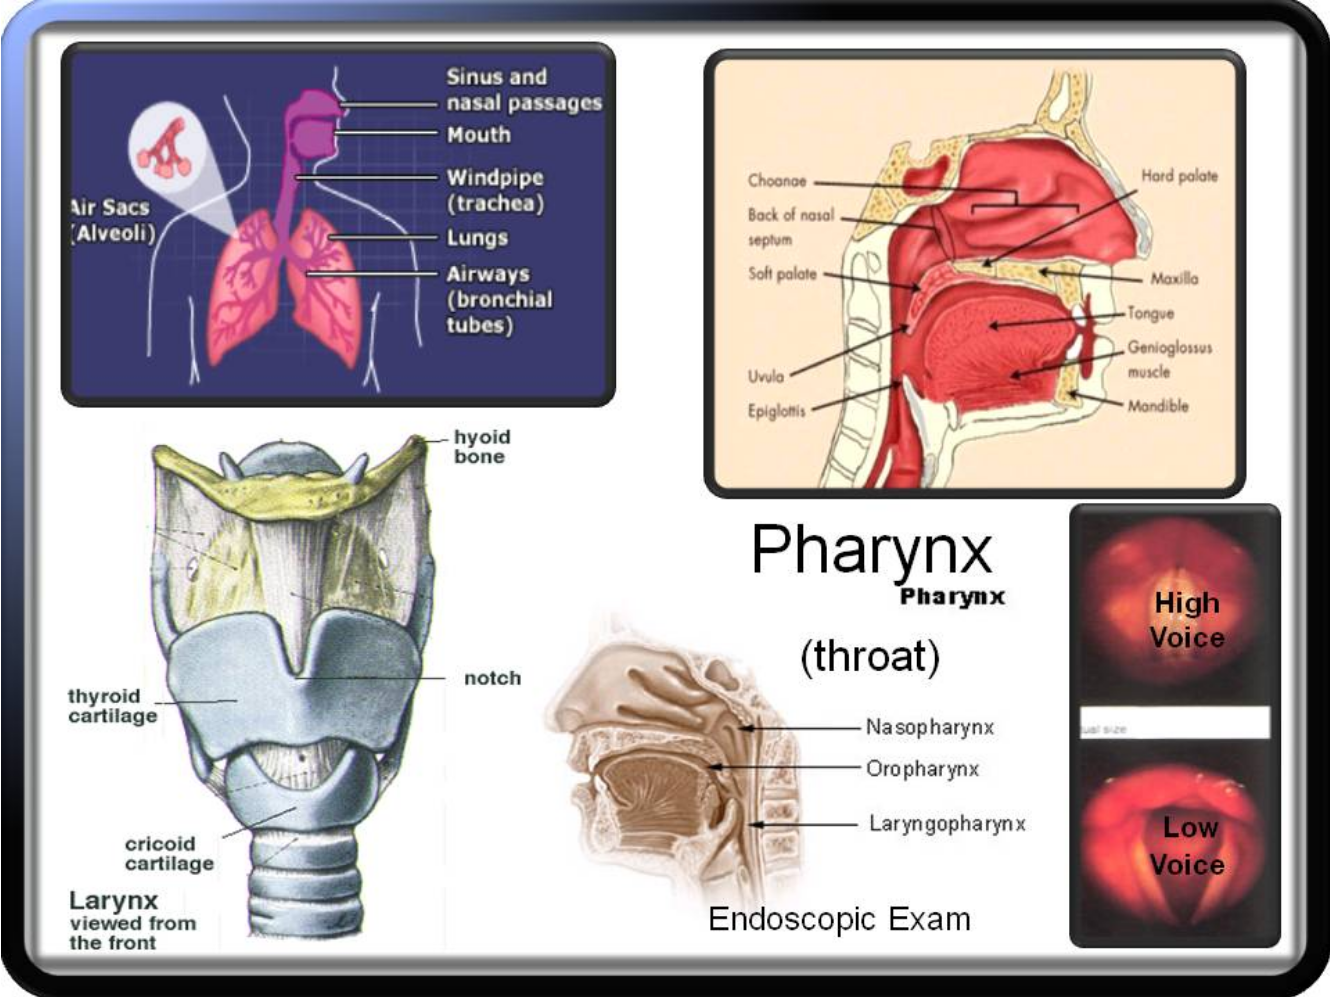 Sinus and
nasal passages
Mouth
Windpipe
(trachea)
Lungs
Airways
(bronchial
tubes)
Air Sacs
(Alveoli)
Choanae
Back of nasal
septum
Soft palate
Uvula
Epiglottis
Hard palate
Maxilla
Tongue
Genioglossus
muscle
Mandible
hyoid
bone
notch
thyroid
cartilage
cricoid
cartilage
Larynx
viewed from
the front
Pharynx
Pharynx
(throat)
Nasopharynx
Oropharynx
Laryngopharynx
Endoscopic Exam
High
Voice
ual size
Low
Voice